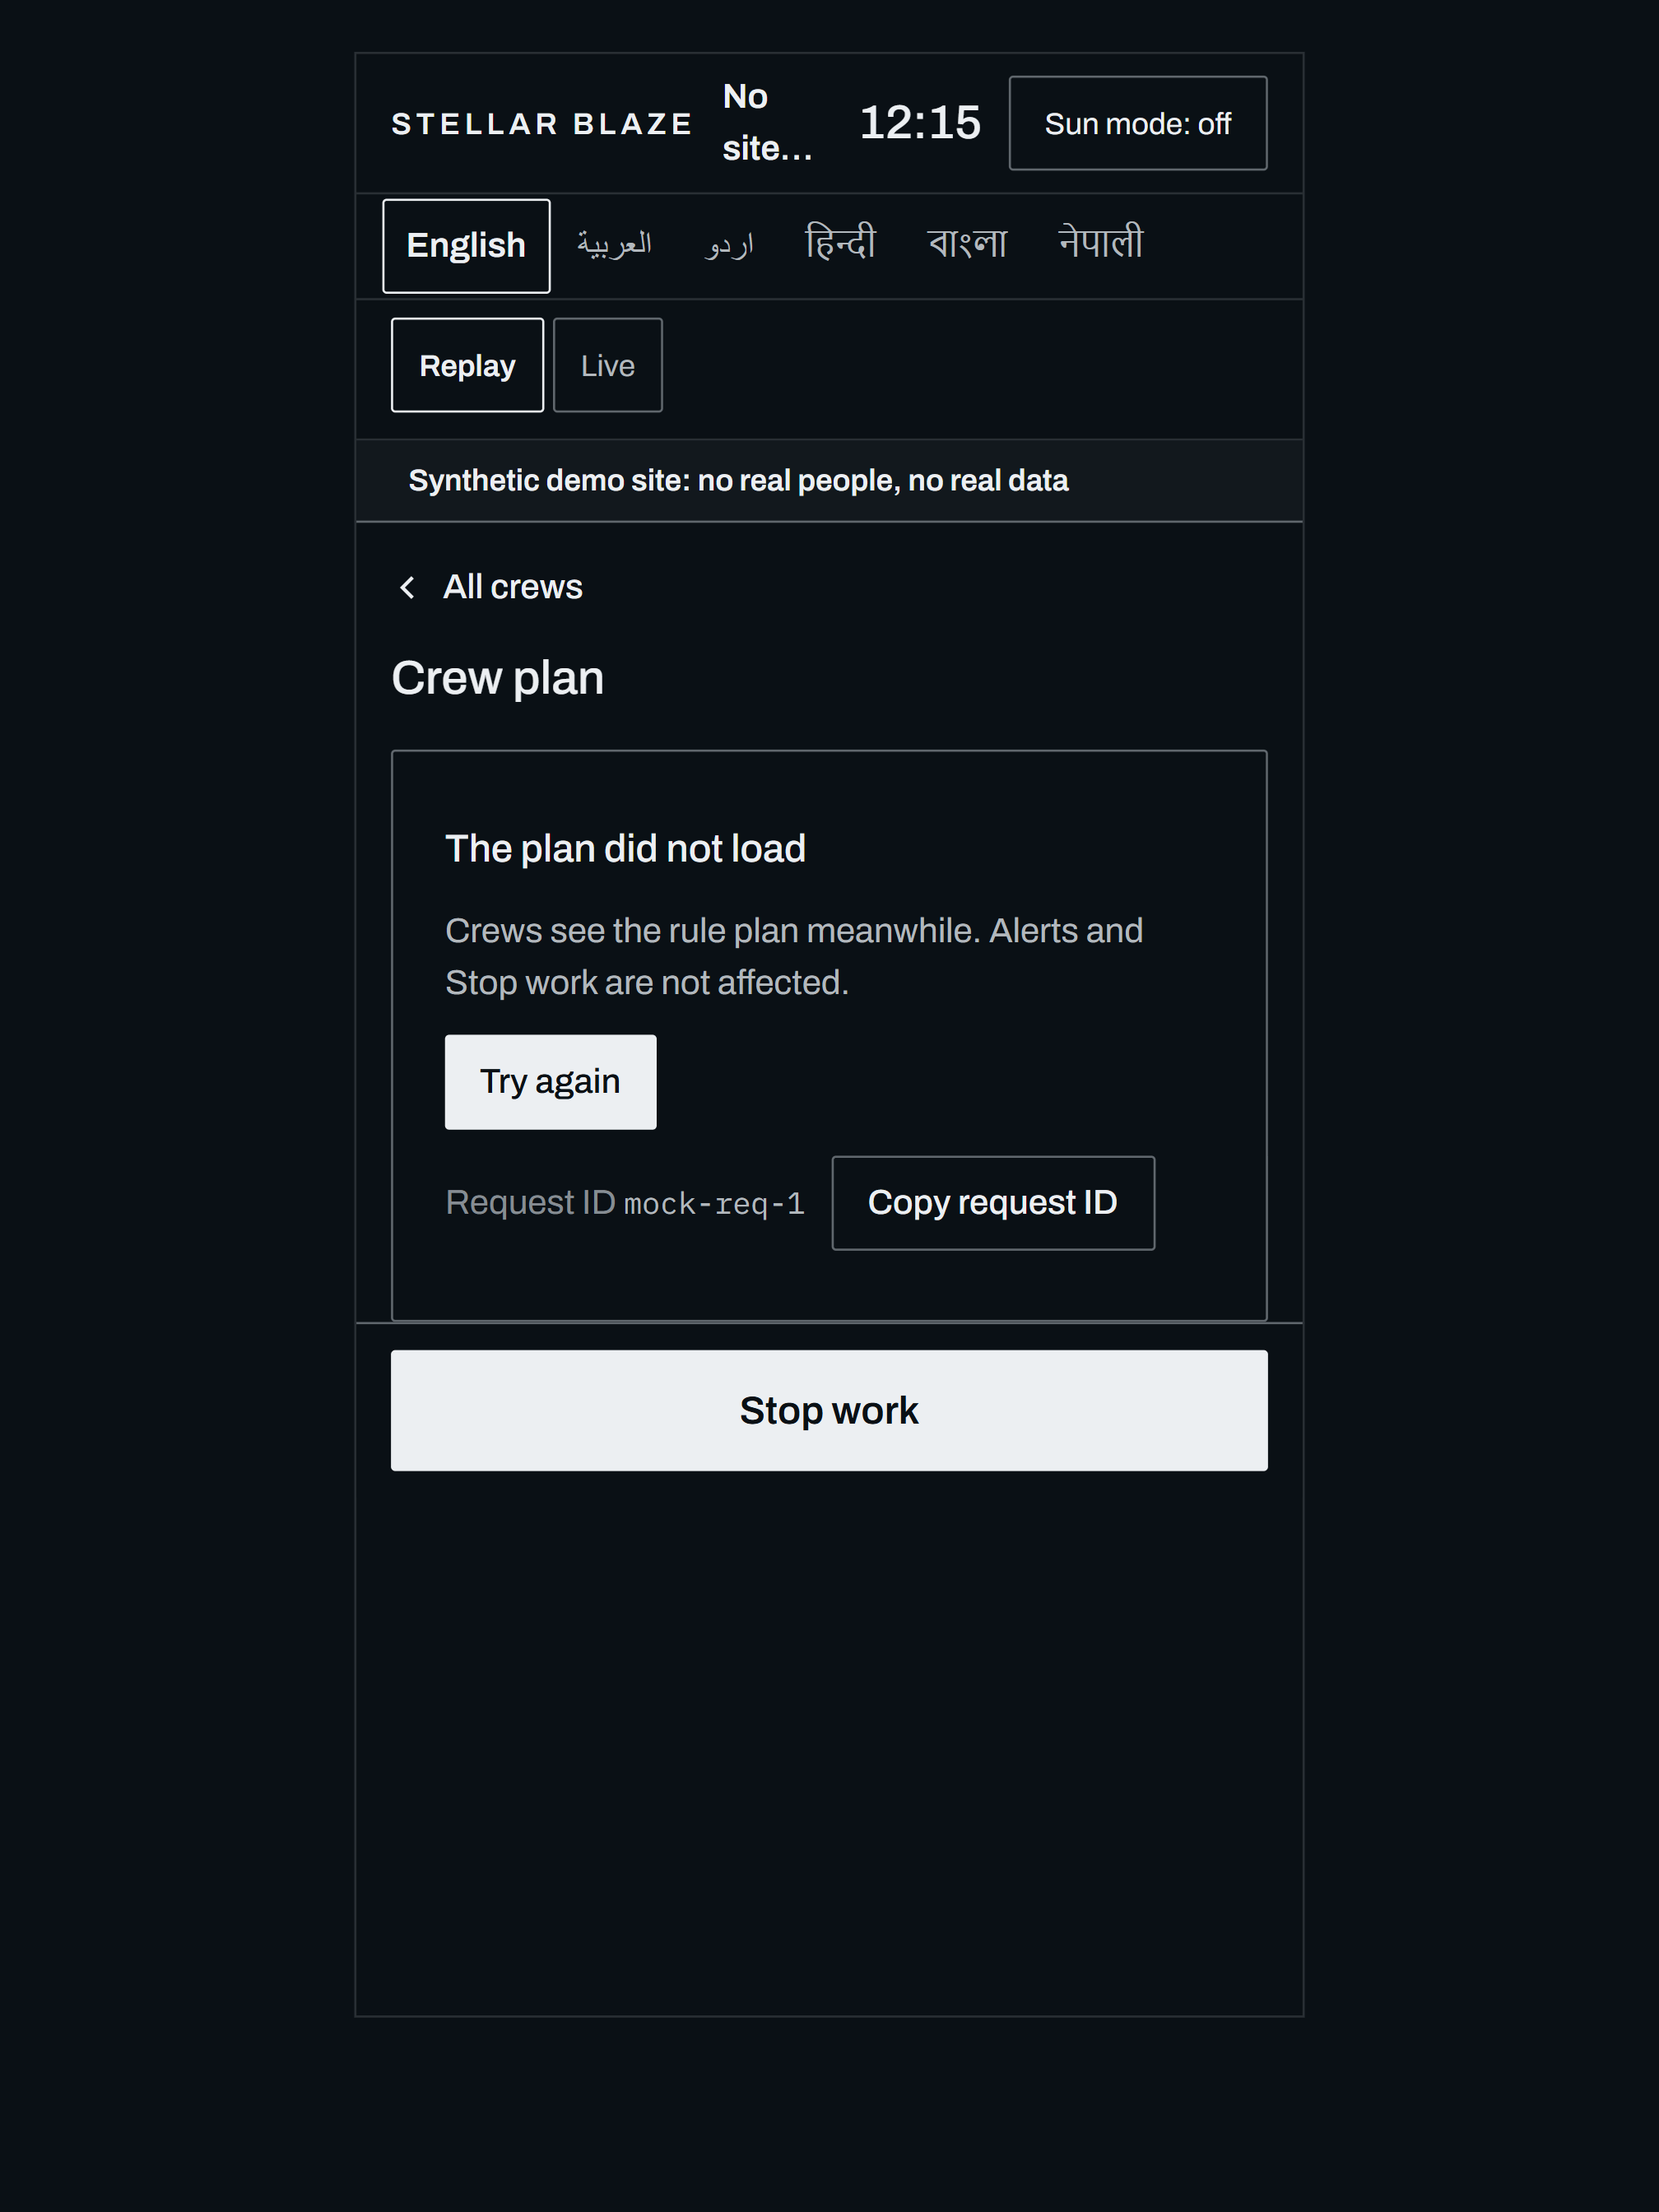 STELLAR BLAZE
No
site...
12:15
Sun mode: off
English العربية اردو हिन्दी বাংলা नेपाली
Replay Live
Synthetic demo site: no real people, no real data
All crews
Crew plan
The plan did not load
Crews see the rule plan meanwhile. Alerts and
Stop work are not affected.
Try again
Request ID mock-req-1 Copy request ID
Stop work